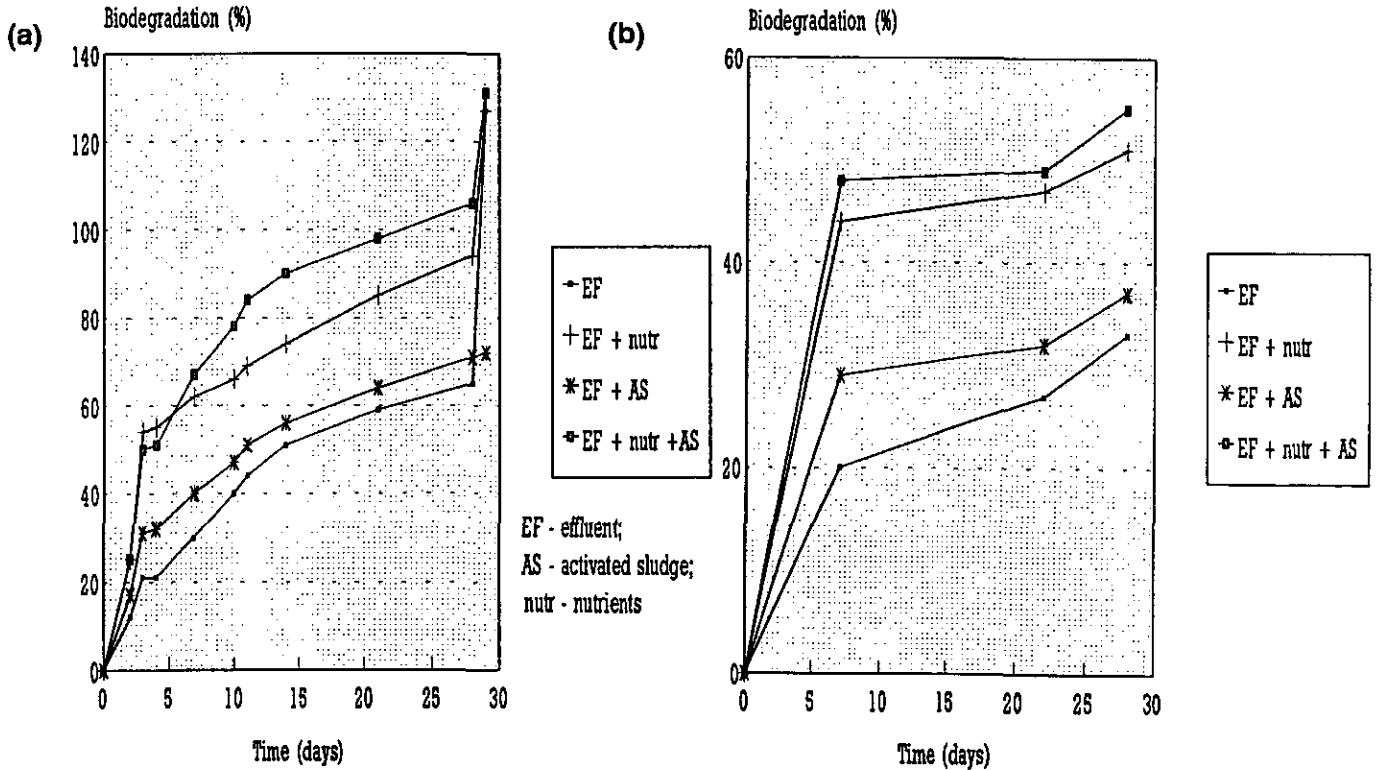 (a)
Biodegradation (%)
140
120
100
80
60
40
20
0
0 5 10 15 20 25 30
Time (days)
EF
EF + nutr
EF + AS
EF + nutr +AS
EF - effluent;
AS - activated sludge;
nutr - nutrients
(b)
Biodegradation (%)
60
40
20
0
0 5 10 15 20 25 30
Time (days)
EF
EF + nutr
EF + AS
EF + nutr + AS